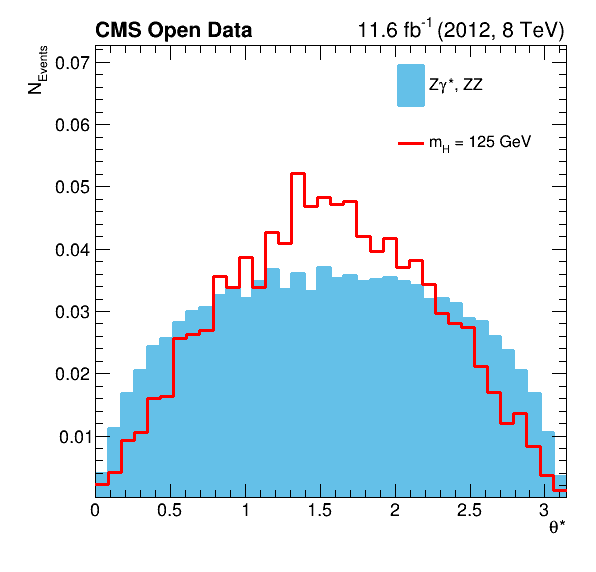 CMS Open Data 11.6 fb⁻¹ (2012, 8 TeV)
N_Events
0.07
Zγ*, ZZ
0.06
m_H = 125 GeV
0.05
0.04
0.03
0.02
0.01
0 0.5 1 1.5 2 2.5 3
θ*